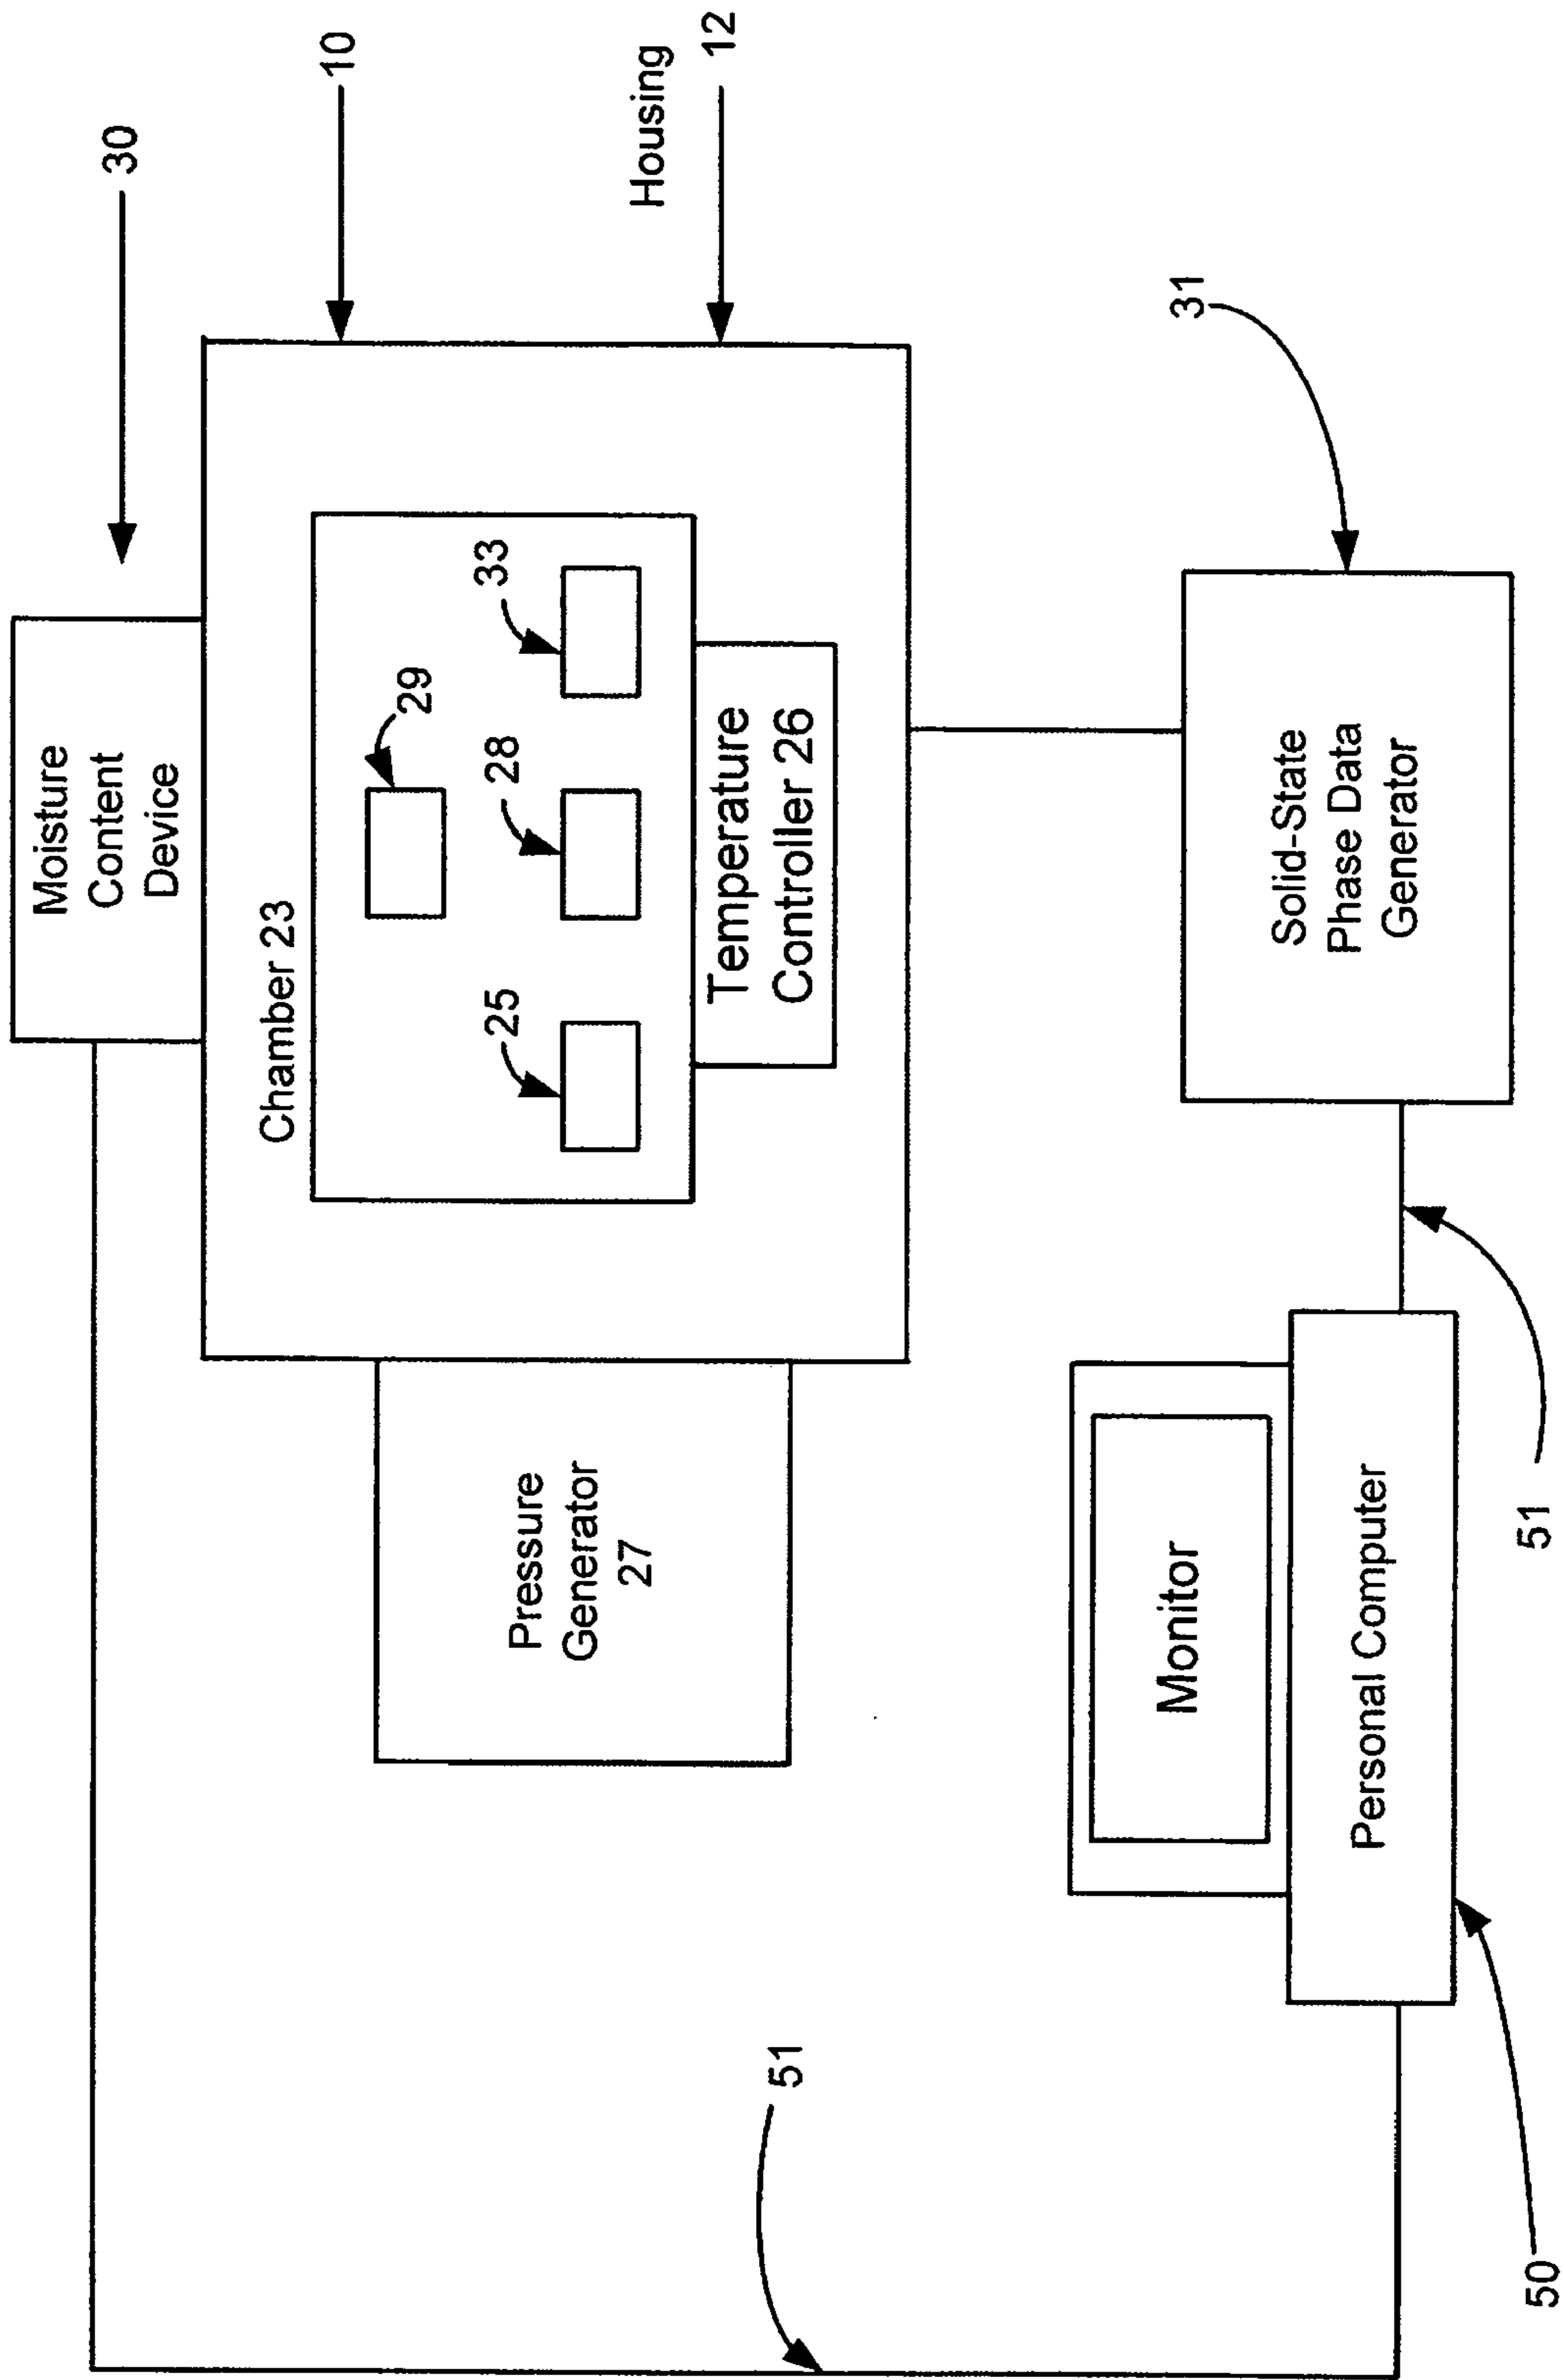 30
10
Housing
12
Moisture
Content
Device
Chamber 23
29
25
28
33
Temperature
Controller 26
Pressure
Generator
27
31
Solid-State
Phase Data
Generator
51
Monitor
Personal Computer
51
50